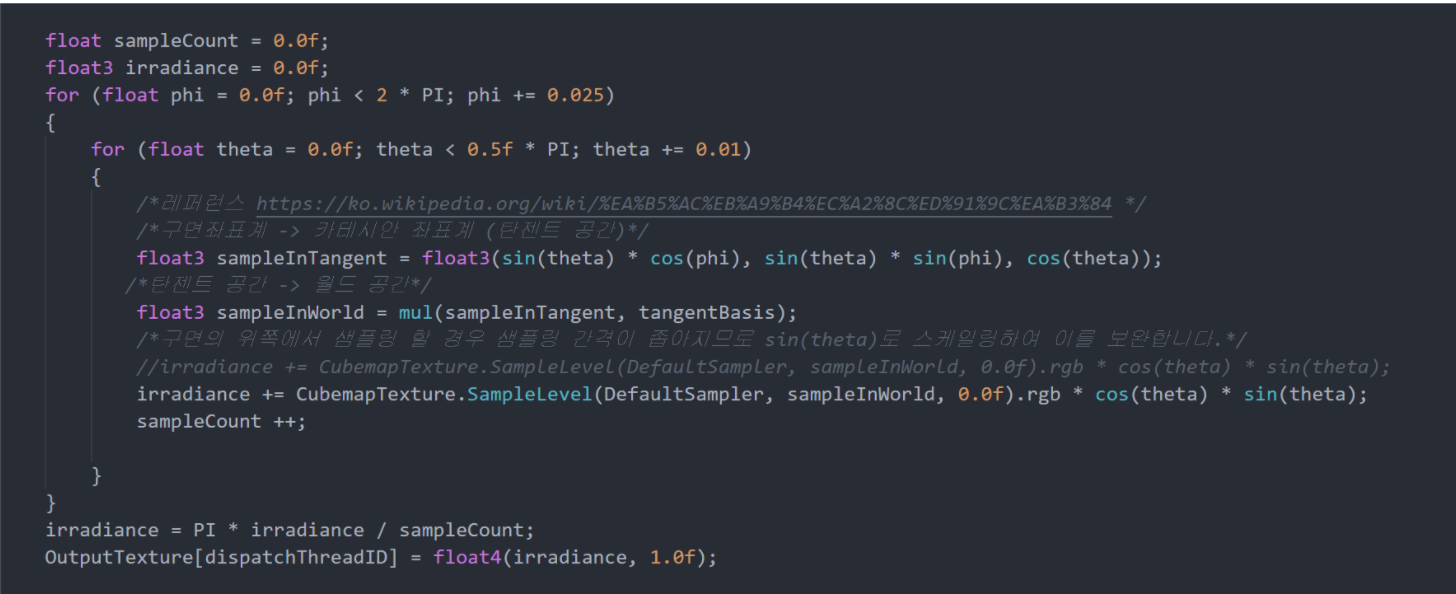 float sampleCount = 0.0f;
float3 irradiance = 0.0f;
for (float phi = 0.0f; phi < 2 * PI; phi += 0.025)
{
for (float theta = 0.0f; theta < 0.5f * PI; theta += 0.01)
{
/*레퍼런스 https://ko.wikipedia.org/wiki/%EA%B5%AC%EB%A9%B4%EC%A2%8C%ED%91%9C%EA%B3%84 */
/*구면좌표계 -> 카테시안 좌표계 (탄젠트 공간)*/
float3 sampleInTangent = float3(sin(theta) * cos(phi), sin(theta) * sin(phi), cos(theta));
/*탄젠트 공간 -> 월드 공간*/
float3 sampleInWorld = mul(sampleInTangent, tangentBasis);
/*구면의 위쪽에서 샘플링 할 경우 샘플링 간격이 좁아지므로 sin(theta)로 스케일링하여 이를 보완합니다.*/
//irradiance += CubemapTexture.SampleLevel(DefaultSampler, sampleInWorld, 0.0f).rgb * cos(theta) * sin(theta);
irradiance += CubemapTexture.SampleLevel(DefaultSampler, sampleInWorld, 0.0f).rgb * cos(theta) * sin(theta);
sampleCount ++;
}
}
irradiance = PI * irradiance / sampleCount;
OutputTexture[dispatchThreadID] = float4(irradiance, 1.0f);